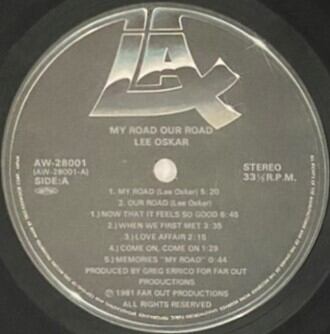 LAX
MY ROAD OUR ROAD
LEE OSKAR
AW-28001
(AW-28001-A)
SIDE:A
STEREO
33⅓R.P.M.
1. MY ROAD (Lee Oskar) 5:20
2. OUR ROAD (Lee Oskar)
1.) NOW THAT IT FEELS SO GOOD 6:45
2.) WHEN WE FIRST MET 3:35
3.) LOVE AFFAIR 2:15
4.) COME ON, COME ON 1:29
5.) MEMORIES "MY ROAD" 0:44
PRODUCED BY GREG ERRICO FOR FAR OUT
PRODUCTIONS
Ⓟ 1981 FAR OUT PRODUCTIONS
ALL RIGHTS RESERVED